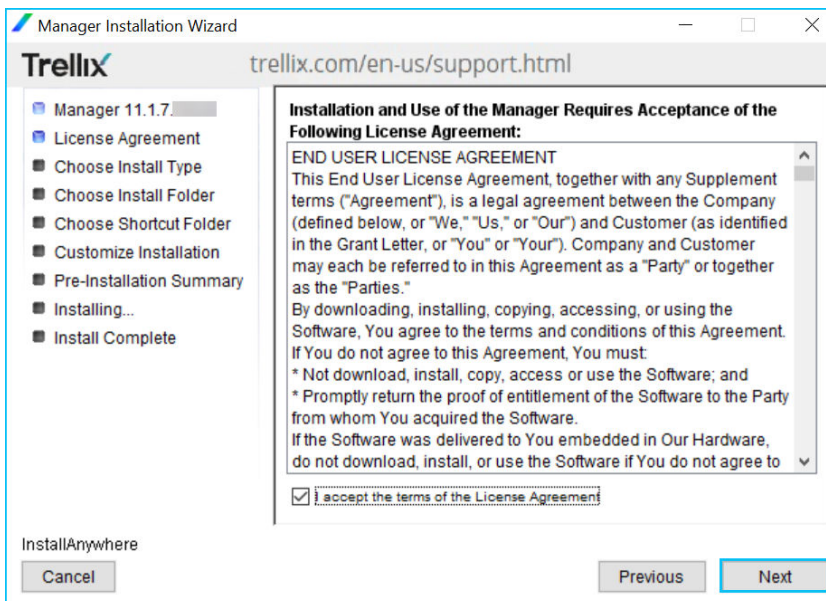 Manager Installation Wizard
Trellix
trellix.com/en-us/support.html
Manager 11.1.7.
License Agreement
Choose Install Type
Choose Install Folder
Choose Shortcut Folder
Customize Installation
Pre-Installation Summary
Installing...
Install Complete
Installation and Use of the Manager Requires Acceptance of the
Following License Agreement:
END USER LICENSE AGREEMENT
This End User License Agreement, together with any Supplement
terms ("Agreement"), is a legal agreement between the Company
(defined below, or "We," "Us," or "Our") and Customer (as identified
in the Grant Letter, or "You" or "Your"). Company and Customer
may each be referred to in this Agreement as a "Party" or together
as the "Parties."
By downloading, installing, copying, accessing, or using the
Software, You agree to the terms and conditions of this Agreement.
If You do not agree to this Agreement, You must:
* Not download, install, copy, access or use the Software; and
* Promptly return the proof of entitlement of the Software to the Party
from whom You acquired the Software.
If the Software was delivered to You embedded in Our Hardware,
do not download, install, or use the Software if You do not agree to
I accept the terms of the License Agreement
InstallAnywhere
Cancel
Previous
Next